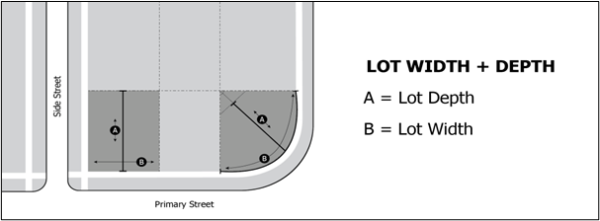 Side Street
A
B
A
B
Primary Street
LOT WIDTH + DEPTH
A = Lot Depth
B = Lot Width